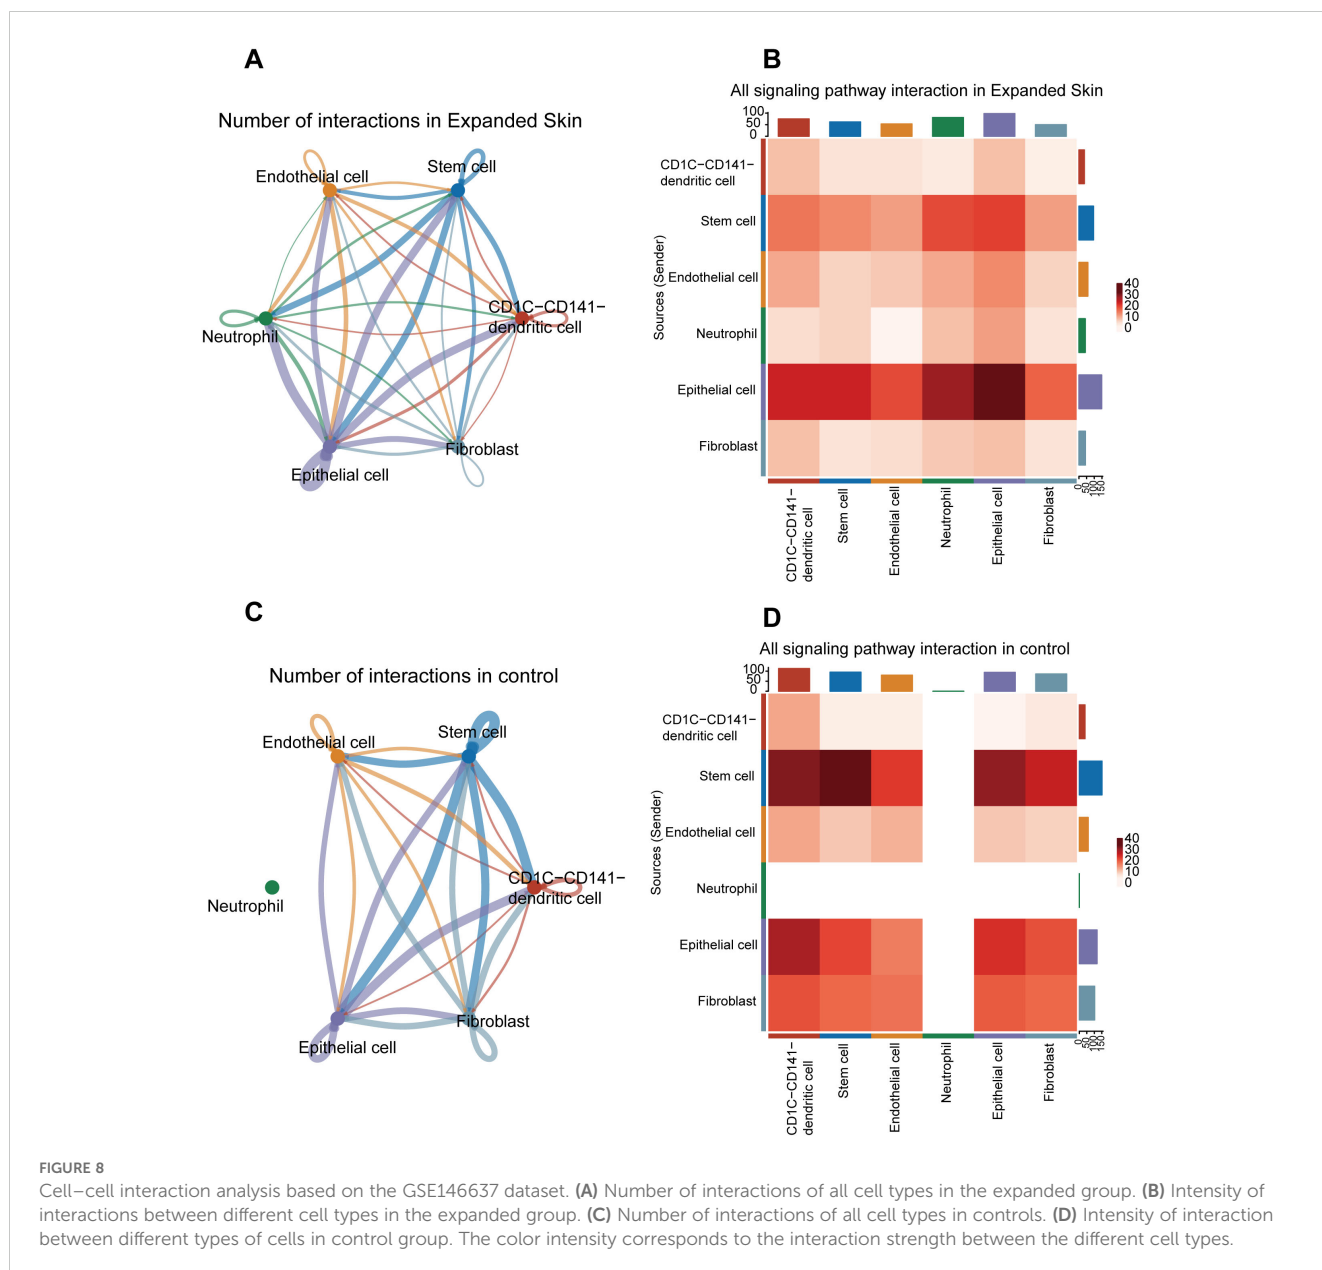 A
Number of interactions in Expanded Skin
Endothelial cell
Stem cell
CD1C−CD141−
dendritic cell
Neutrophil
Fibroblast
Epithelial cell
B
All signaling pathway interaction in Expanded Skin
100
50
0
CD1C−CD141−
dendritic cell
Stem cell
Endothelial cell
Neutrophil
Epithelial cell
Fibroblast
Sources (Sender)
40
30
20
10
0
0
50
100
150
CD1C−CD141−
dendritic cell
Stem cell
Endothelial cell
Neutrophil
Epithelial cell
Fibroblast
C
Number of interactions in control
Endothelial cell
Stem cell
CD1C−CD141−
dendritic cell
Neutrophil
Fibroblast
Epithelial cell
D
All signaling pathway interaction in control
100
50
0
CD1C−CD141−
dendritic cell
Stem cell
Endothelial cell
Neutrophil
Epithelial cell
Fibroblast
Sources (Sender)
40
30
20
10
0
0
50
100
150
CD1C−CD141−
dendritic cell
Stem cell
Endothelial cell
Neutrophil
Epithelial cell
Fibroblast
FIGURE 8
Cell–cell interaction analysis based on the GSE146637 dataset. (A) Number of interactions of all cell types in the expanded group. (B) Intensity of
interactions between different cell types in the expanded group. (C) Number of interactions of all cell types in controls. (D) Intensity of interaction
between different types of cells in control group. The color intensity corresponds to the interaction strength between the different cell types.